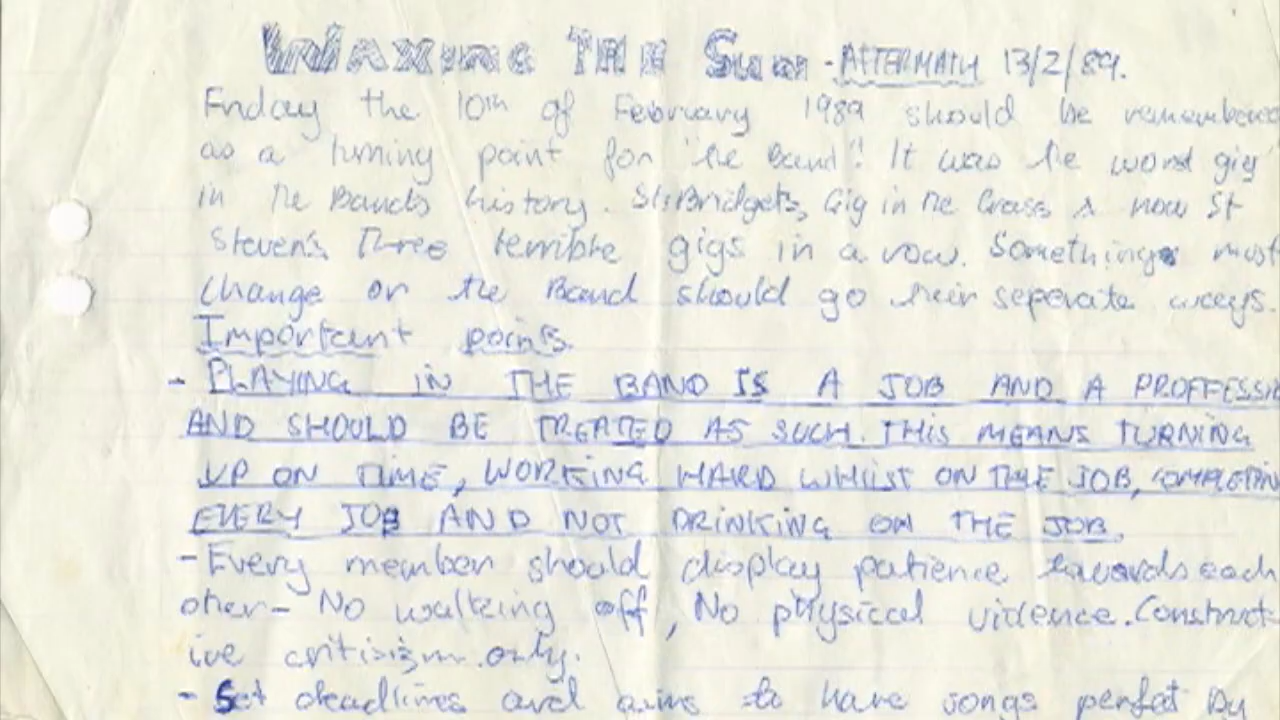 WAXING THE SUN - AFTERMATH 13/2/89.
Friday the 10th of February 1989 should be remembered
as a turning point for "the Band"! It was the worst gig
in the Bands history. St.Bridgets, Gig in the Grass & now St
Steven's Three terrible gigs in a row. Something must
Change or the Band should go their seperate ways.
Important points.
- PLAYING IN THE BAND IS A JOB AND A PROFFESSI
AND SHOULD BE TREATED AS SUCH. THIS MEANS TURNING
UP ON TIME, WORKING HARD WHILST ON THE JOB, COMPLETIN
EVERY JOB AND NOT DRINKING ON THE JOB.
- Every member should display patience towards each
other - No walking off, No physical violence. Construct-
ive critisizm only.
- Set deadlines and aims to have songs perfect by